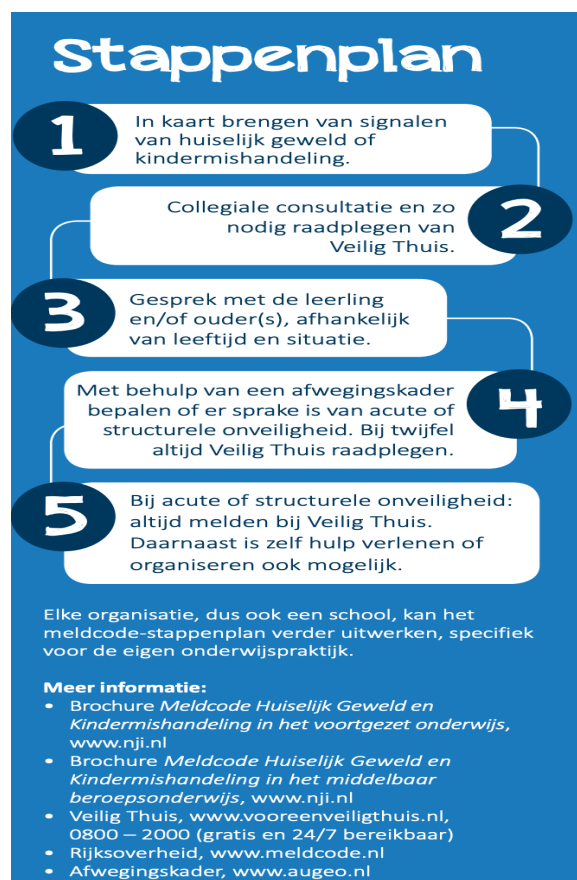 Stappenplan
1
In kaart brengen van signalen
van huiselijk geweld of
kindermishandeling.
2
Collegiale consultatie en zo
nodig raadplegen van
Veilig Thuis.
3
Gesprek met de leerling
en/of ouder(s), afhankelijk
van leeftijd en situatie.
4
Met behulp van een afwegingskader
bepalen of er sprake is van acute of
structurele onveiligheid. Bij twijfel
altijd Veilig Thuis raadplegen.
5
Bij acute of structurele onveiligheid:
altijd melden bij Veilig Thuis.
Daarnaast is zelf hulp verlenen of
organiseren ook mogelijk.
Elke organisatie, dus ook een school, kan het
meldcode-stappenplan verder uitwerken, specifiek
voor de eigen onderwijspraktijk.
Meer informatie:
• Brochure Meldcode Huiselijk Geweld en
Kindermishandeling in het voortgezet onderwijs,
www.nji.nl
• Brochure Meldcode Huiselijk Geweld en
Kindermishandeling in het middelbaar
beroepsonderwijs, www.nji.nl
• Veilig Thuis, www.vooreenveiligthuis.nl,
0800 – 2000 (gratis en 24/7 bereikbaar)
• Rijksoverheid, www.meldcode.nl
• Afwegingskader, www.augeo.nl